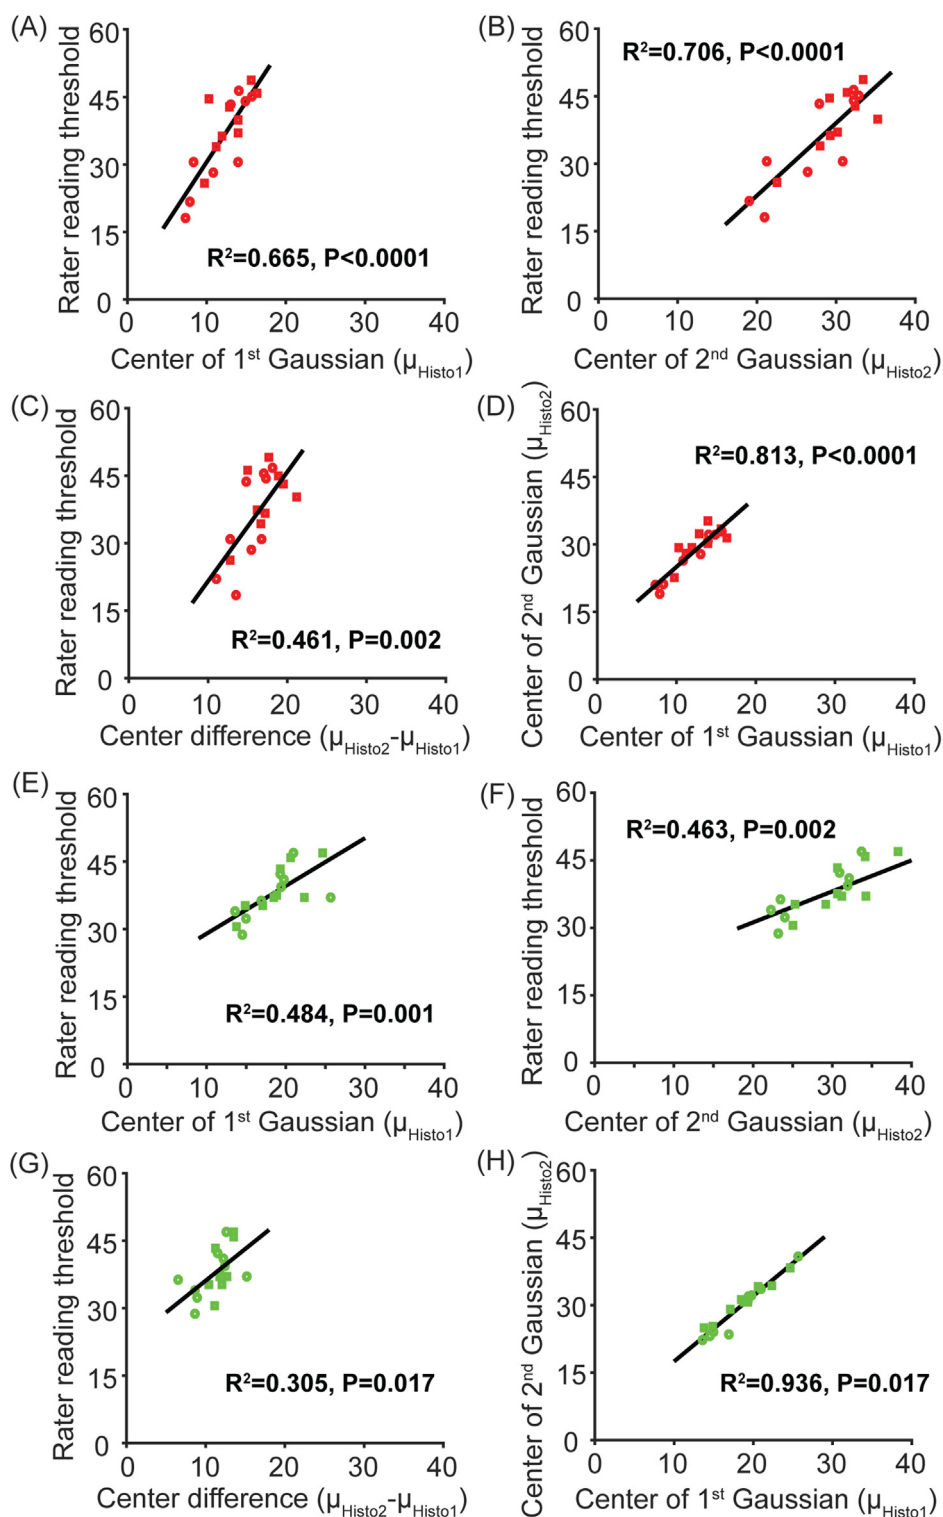 (A)
60
45
30
15
0
Rater reading threshold
R²=0.665, P<0.0001
0 10 20 30 40
Center of 1ˢᵗ Gaussian (μHisto1)
(B)
60
45
30
15
0
Rater reading threshold
R²=0.706, P<0.0001
0 10 20 30 40
Center of 2ⁿᵈ Gaussian (μHisto2)
(C)
60
45
30
15
0
Rater reading threshold
R²=0.461, P=0.002
0 10 20 30 40
Center difference (μHisto2-μHisto1)
(D)
60
45
30
15
0
Center of 2ⁿᵈ Gaussian (μHisto2)
R²=0.813, P<0.0001
0 10 20 30 40
Center of 1ˢᵗ Gaussian (μHisto1)
(E)
60
45
30
15
0
Rater reading threshold
R²=0.484, P=0.001
0 10 20 30 40
Center of 1ˢᵗ Gaussian (μHisto1)
(F)
60
45
30
15
0
Rater reading threshold
R²=0.463, P=0.002
0 10 20 30 40
Center of 2ⁿᵈ Gaussian (μHisto2)
(G)
60
45
30
15
0
Rater reading threshold
R²=0.305, P=0.017
0 10 20 30 40
Center difference (μHisto2-μHisto1)
(H)
60
45
30
15
0
Center of 2ⁿᵈ Gaussian (μHisto2)
R²=0.936, P=0.017
0 10 20 30 40
Center of 1ˢᵗ Gaussian (μHisto1)